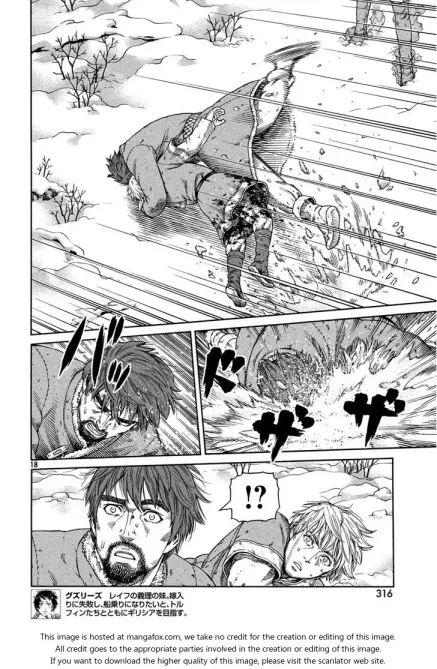 バッ
ドドド
ザザ
18
!?
316
グズリーズ　レイフの義理の妹。嫁入
りに失敗し、船乗りになりたいと、トル
フィンたちとともにギリシアを目指す。
This image is hosted at mangafox.com, we take no credit for the creation or editing of this image.
All credit goes to the appropriate parties involved in the creation or editing of this image.
If you want to download the higher quality of this image, please visit the scanlator web site.